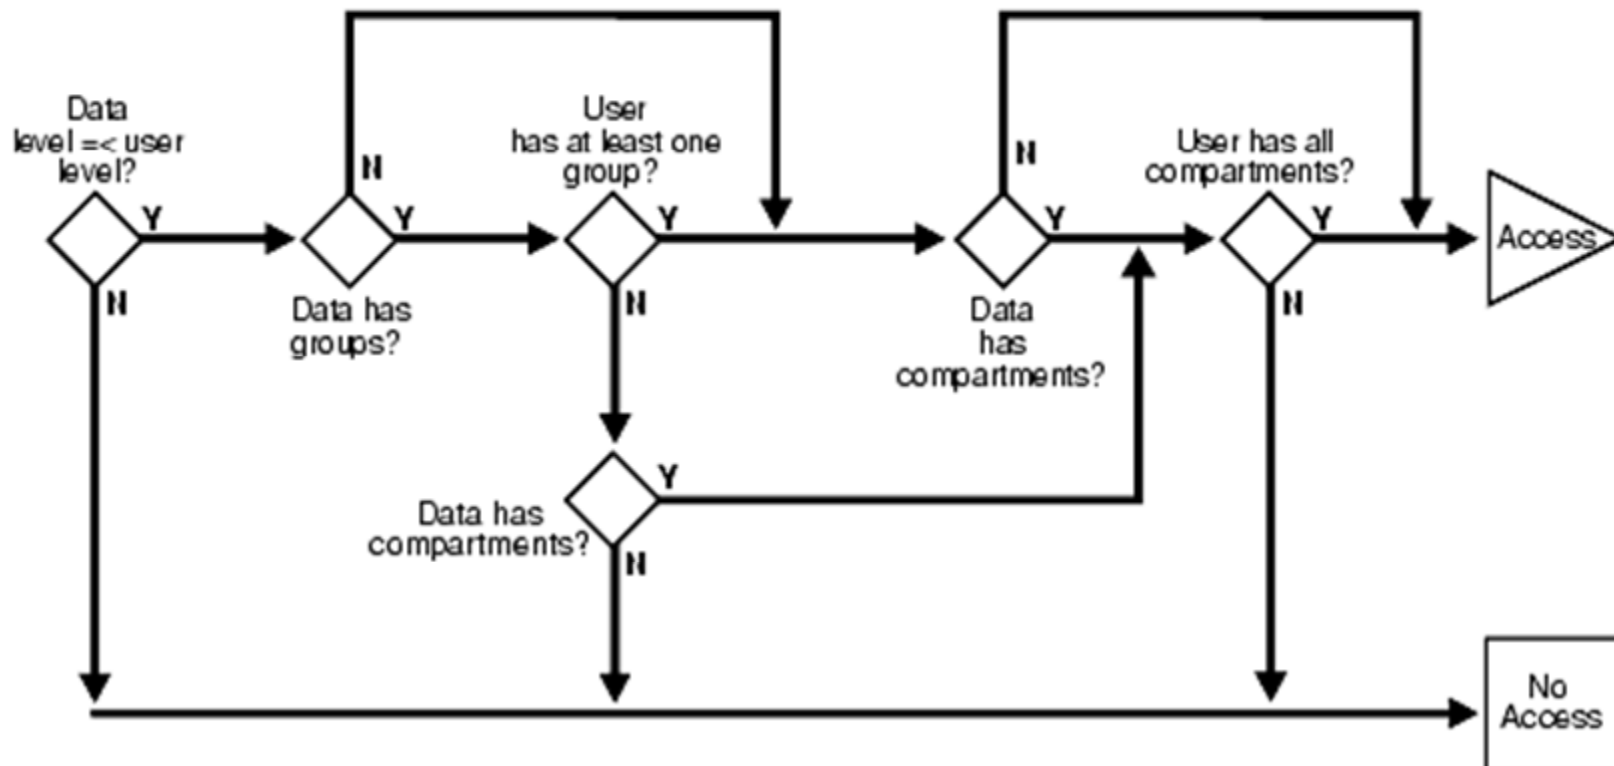 Data
level =< user
level?
Y
N
N
Y
Data has
groups?
User
has at least one
group?
Y
N
Data has
compartments?
Y
N
N
Y
Data
has
compartments?
User has all
compartments?
Y
N
Access
No
Access